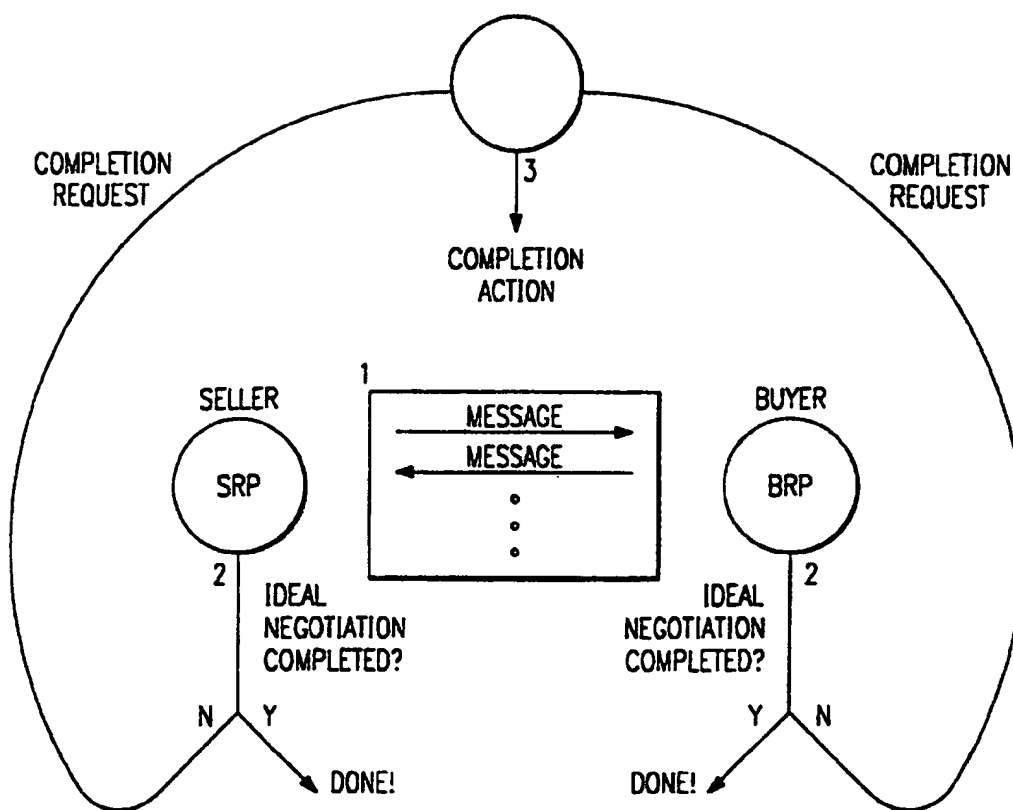 COMPLETION
REQUEST
3
COMPLETION
REQUEST
COMPLETION
ACTION
1
SELLER
MESSAGE
BUYER
MESSAGE
SRP
BRP
2
2
IDEAL
NEGOTIATION
COMPLETED?
IDEAL
NEGOTIATION
COMPLETED?
N
Y
Y
N
DONE!
DONE!